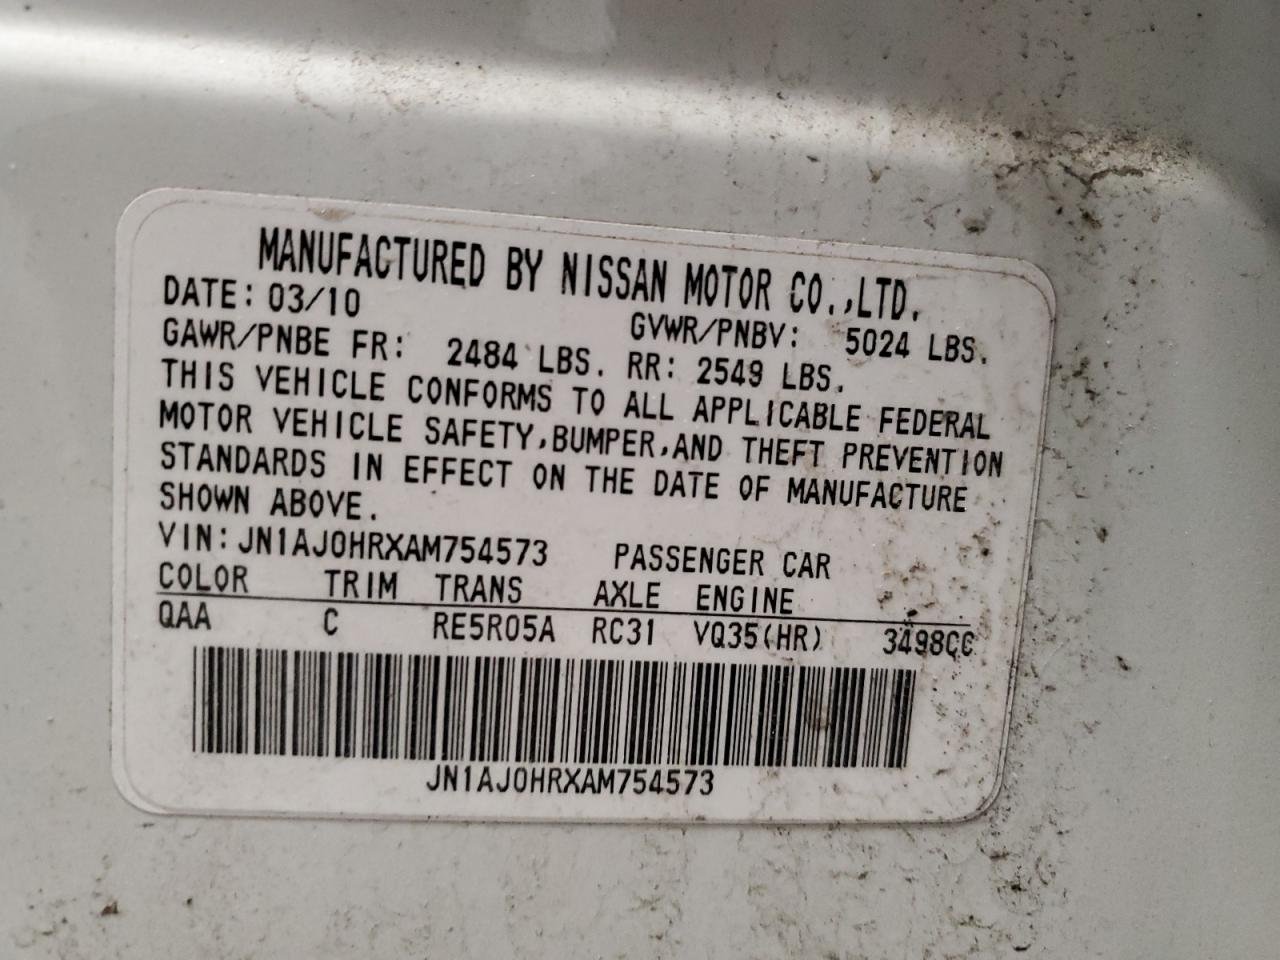 MANUFACTURED BY NISSAN MOTOR CO.,LTD.
DATE: 03/10 GVWR/PNBV: 5024 LBS.
GAWR/PNBE FR: 2484 LBS. RR: 2549 LBS.
THIS VEHICLE CONFORMS TO ALL APPLICABLE FEDERAL
MOTOR VEHICLE SAFETY,BUMPER,AND THEFT PREVENTION
STANDARDS IN EFFECT ON THE DATE OF MANUFACTURE
SHOWN ABOVE.
VIN: JN1AJ0HRXAM754573 PASSENGER CAR
COLOR TRIM TRANS AXLE ENGINE
QAA C RE5R05A RC31 VQ35(HR) 3498CC
JN1AJ0HRXAM754573